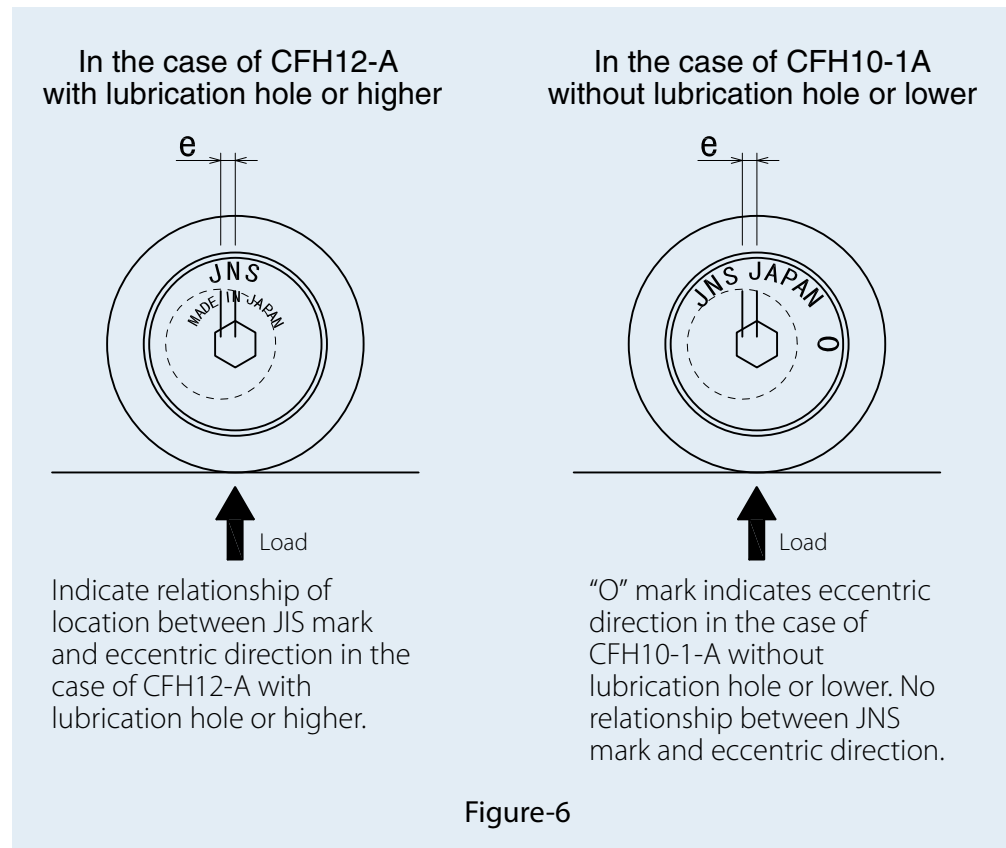 In the case of CFH12-A
with lubrication hole or higher
e
JNS
MADE IN JAPAN
Load
Indicate relationship of
location between JIS mark
and eccentric direction in the
case of CFH12-A with
lubrication hole or higher.
In the case of CFH10-1A
without lubrication hole or lower
e
JNS JAPAN
O
Load
“O” mark indicates eccentric
direction in the case of
CFH10-1-A without
lubrication hole or lower. No
relationship between JNS
mark and eccentric direction.
Figure-6